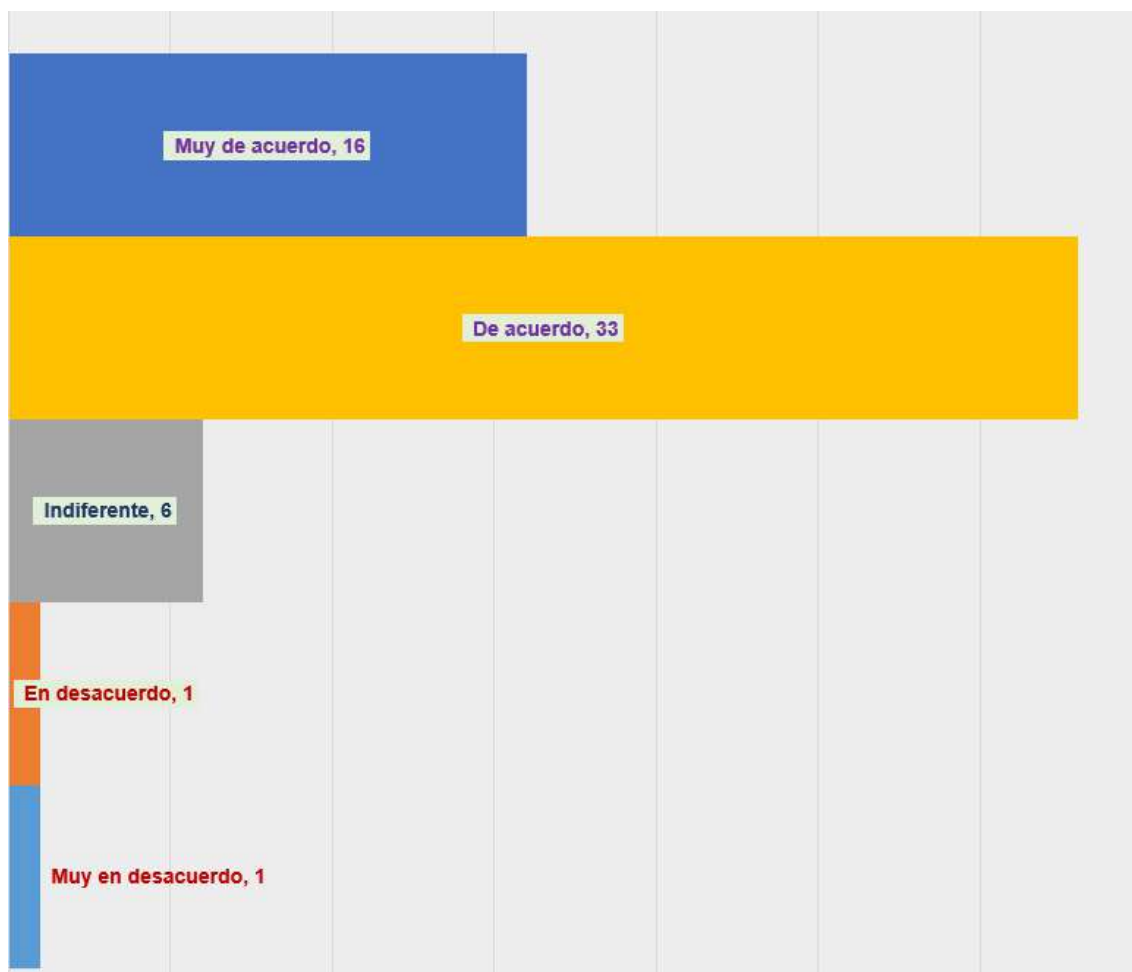 Muy de acuerdo, 16
De acuerdo, 33
Indiferente, 6
En desacuerdo, 1
Muy en desacuerdo, 1